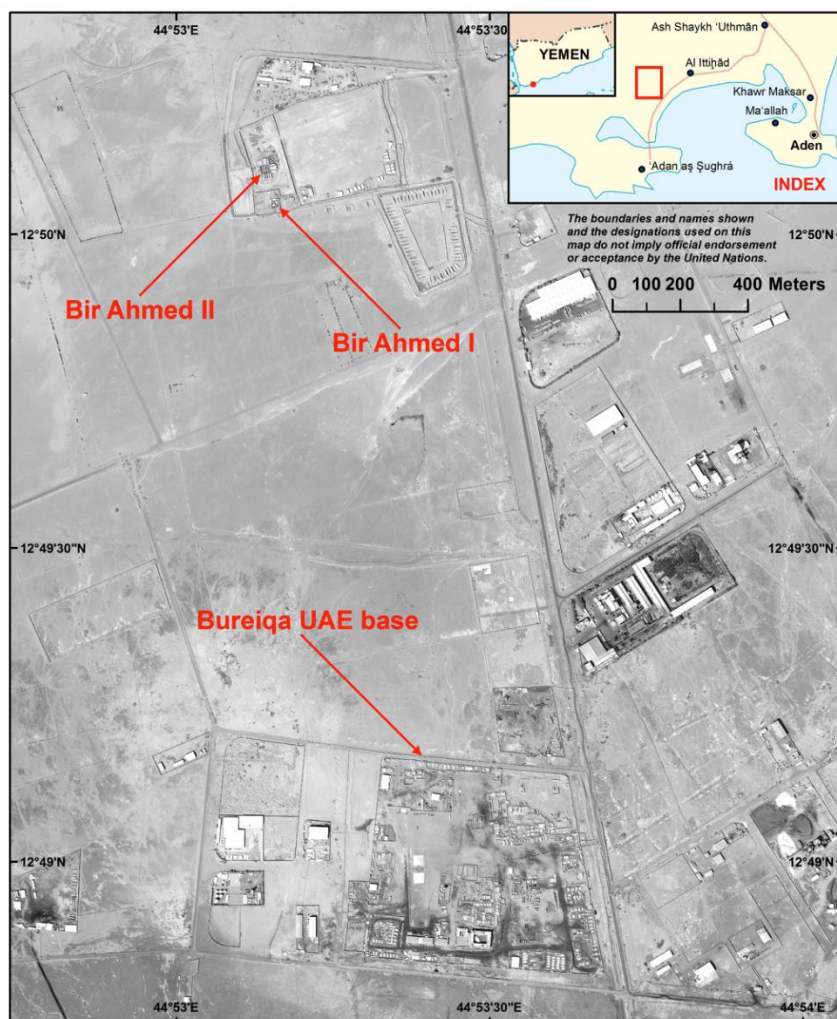 44°53'E
44°53'30"
YEMEN
Ash Shaykh ‘Uthmān
Al Ittiḩād
Khawr Maksar
Ma‘allah
Aden
‘Adan aş Şughrá
INDEX
The boundaries and names shown
and the designations used on this
map do not imply official endorsement
or acceptance by the United Nations.
12°50'N
12°50'N
0 100 200 400 Meters
Bir Ahmed II
Bir Ahmed I
12°49'30"N
12°49'30"N
Bureiqa UAE base
12°49'N
12°49'N
44°53'E
44°53'30"E
44°54'E